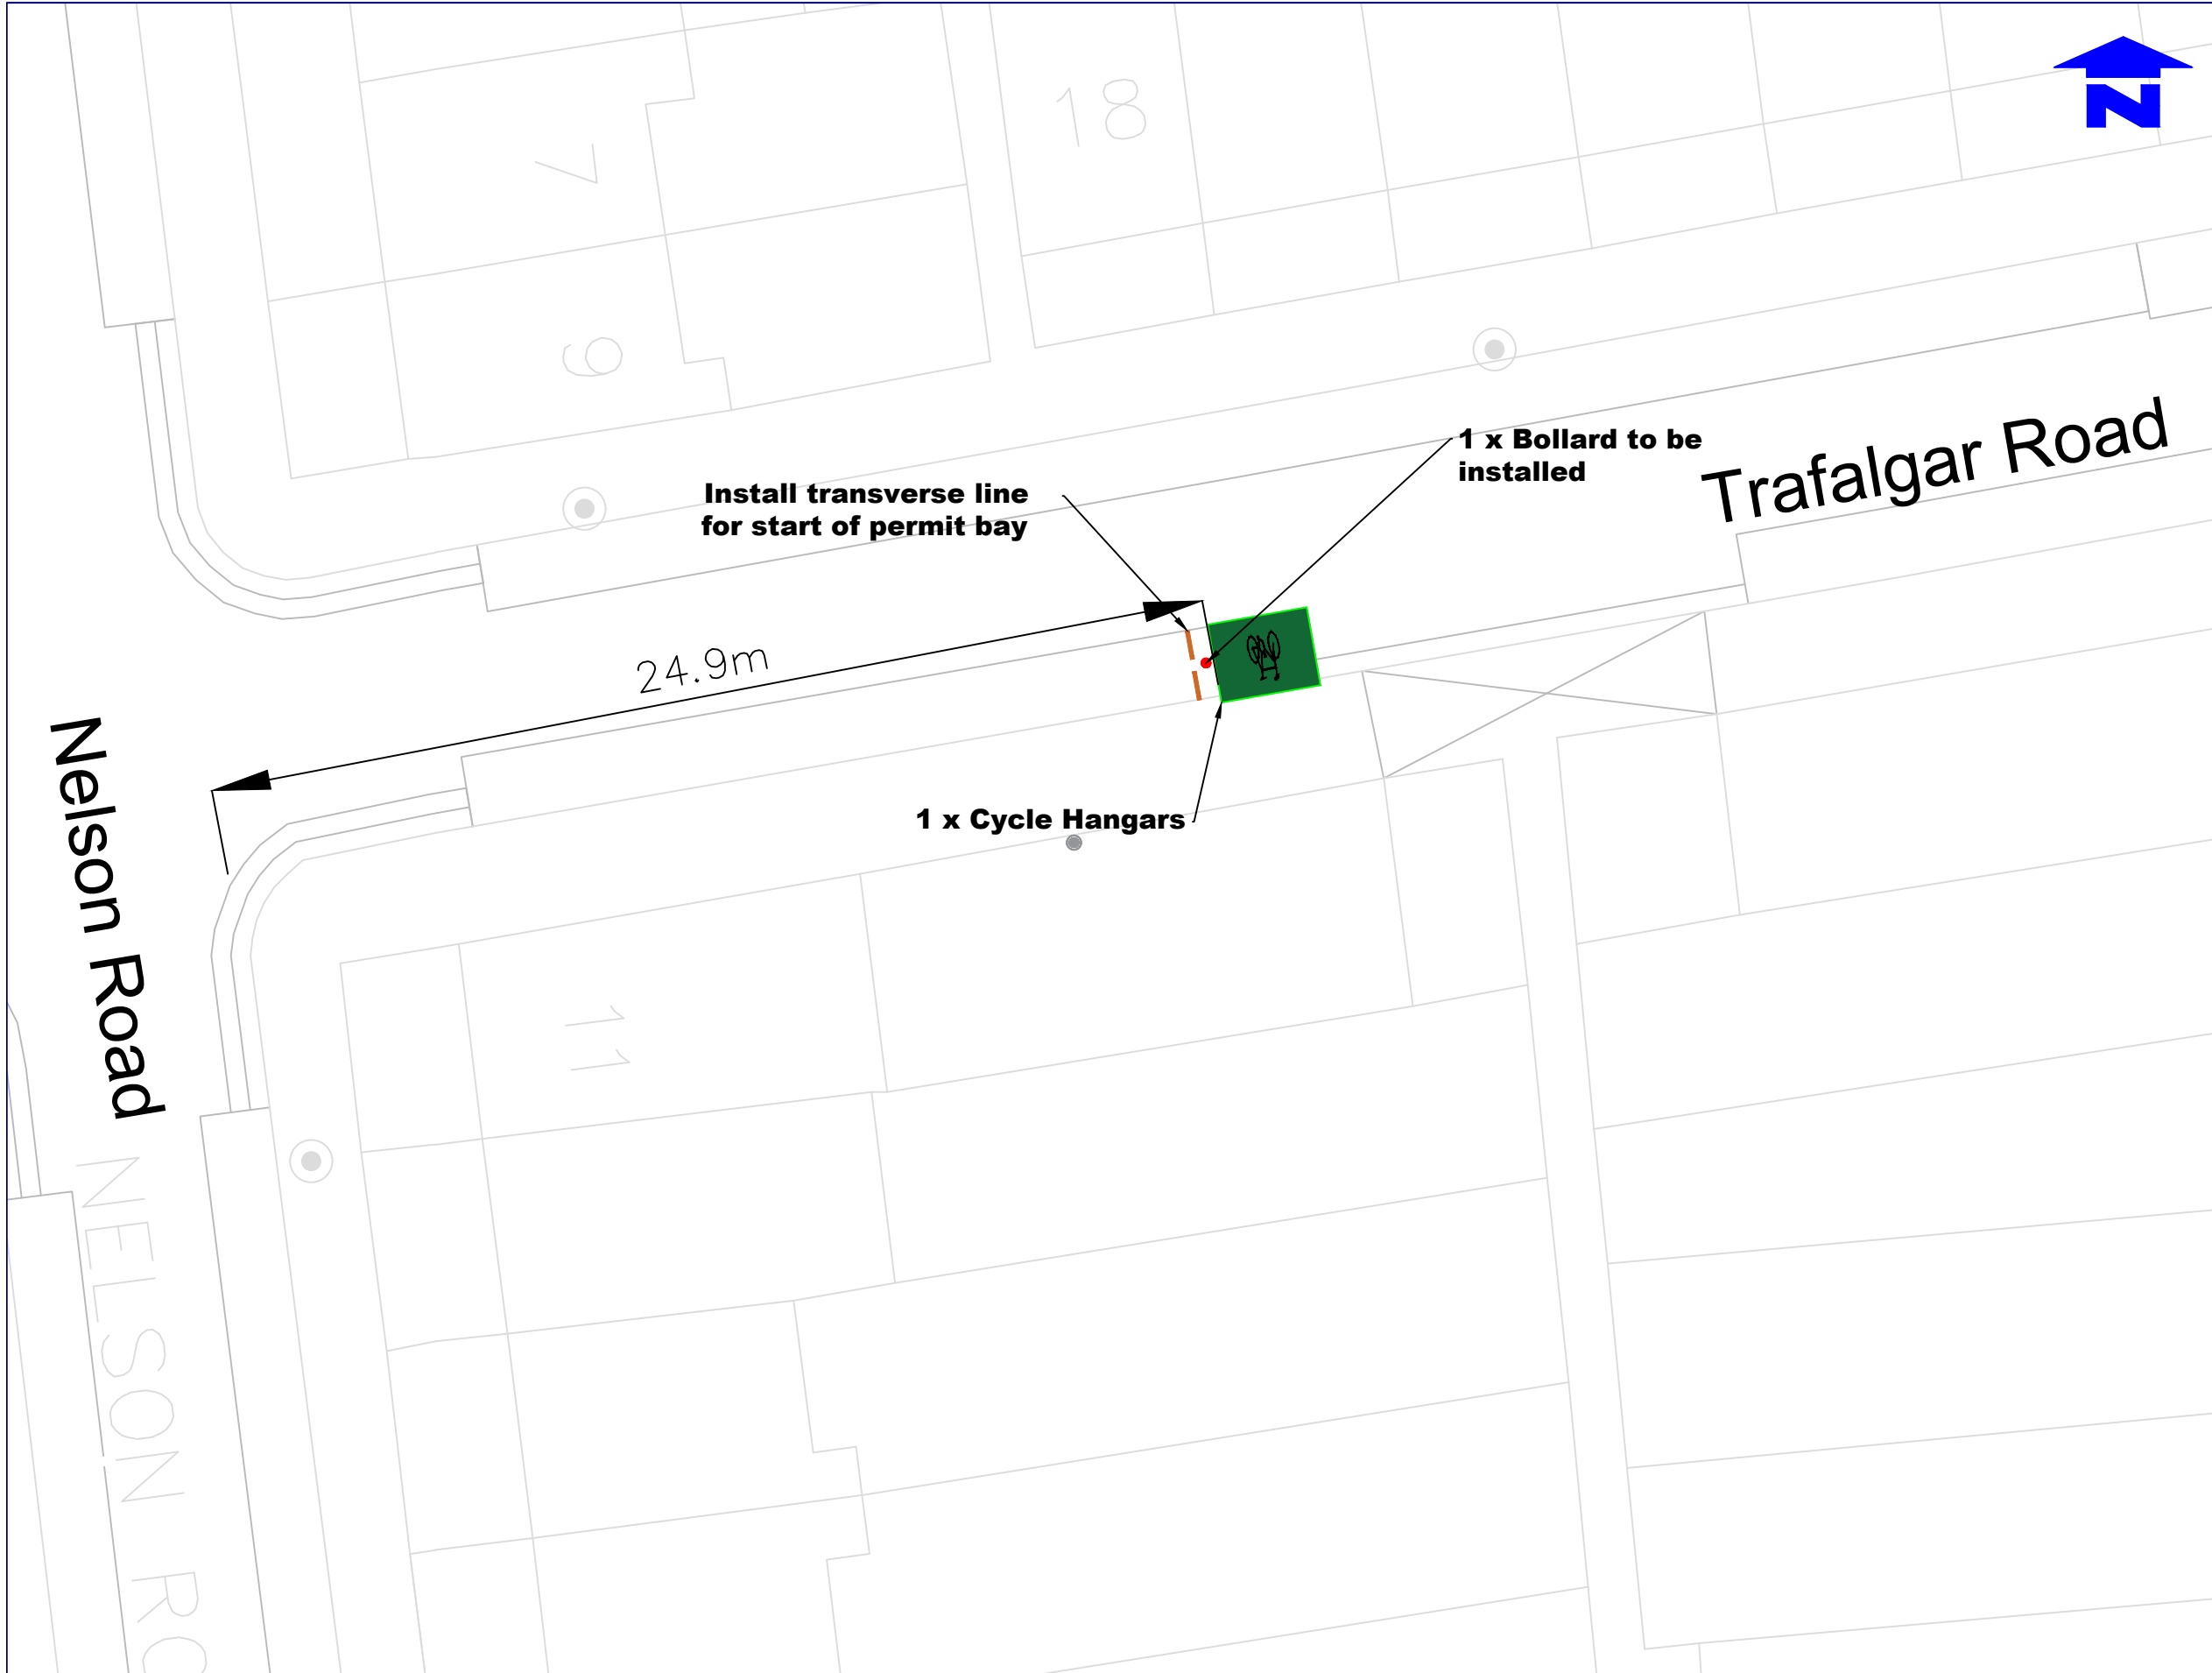 18
7
9
N
1 x Bollard to be
installed
Trafalgar Road
Install transverse line
for start of permit bay
24.9m
Nelson Road
1 x Cycle Hangars
11
NELSON RO